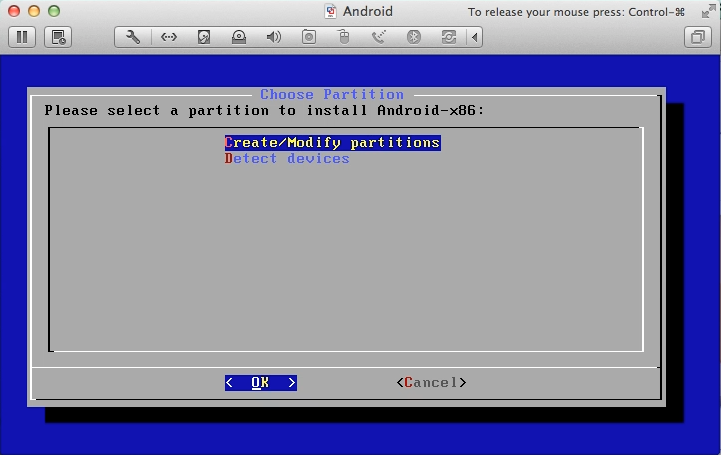 Android
To release your mouse press: Control-⌘
Choose Partition
Please select a partition to install Android-x86:
Create/Modify partitions
Detect devices
< OK > <Cancel>